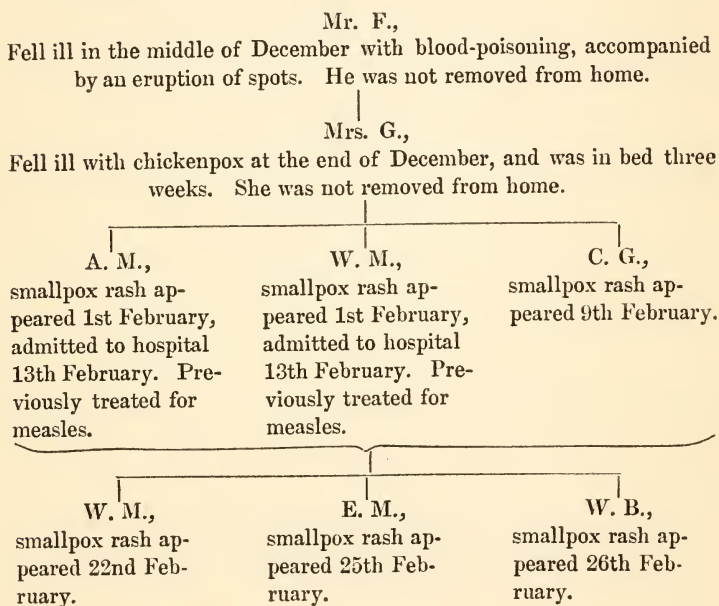 Mr. F.,
Fell ill in the middle of December with blood-poisoning, accompanied
by an eruption of spots. He was not removed from home.
Mrs. G.,
Fell ill with chickenpox at the end of December, and was in bed three
weeks. She was not removed from home.
A. M.,
smallpox rash ap-
peared 1st February,
admitted to hospital
13th February. Pre-
viously treated for
measles.
W. M.,
smallpox rash ap-
peared 1st February,
admitted to hospital
13th February. Pre-
viously treated for
measles.
C. G.,
smallpox rash ap-
peared 9th February.
W. M.,
smallpox rash ap-
peared 22nd Feb-
ruary.
E. M.,
smallpox rash ap-
peared 25th Feb-
ruary.
W. B.,
smallpox rash ap-
peared 26th Feb-
ruary.